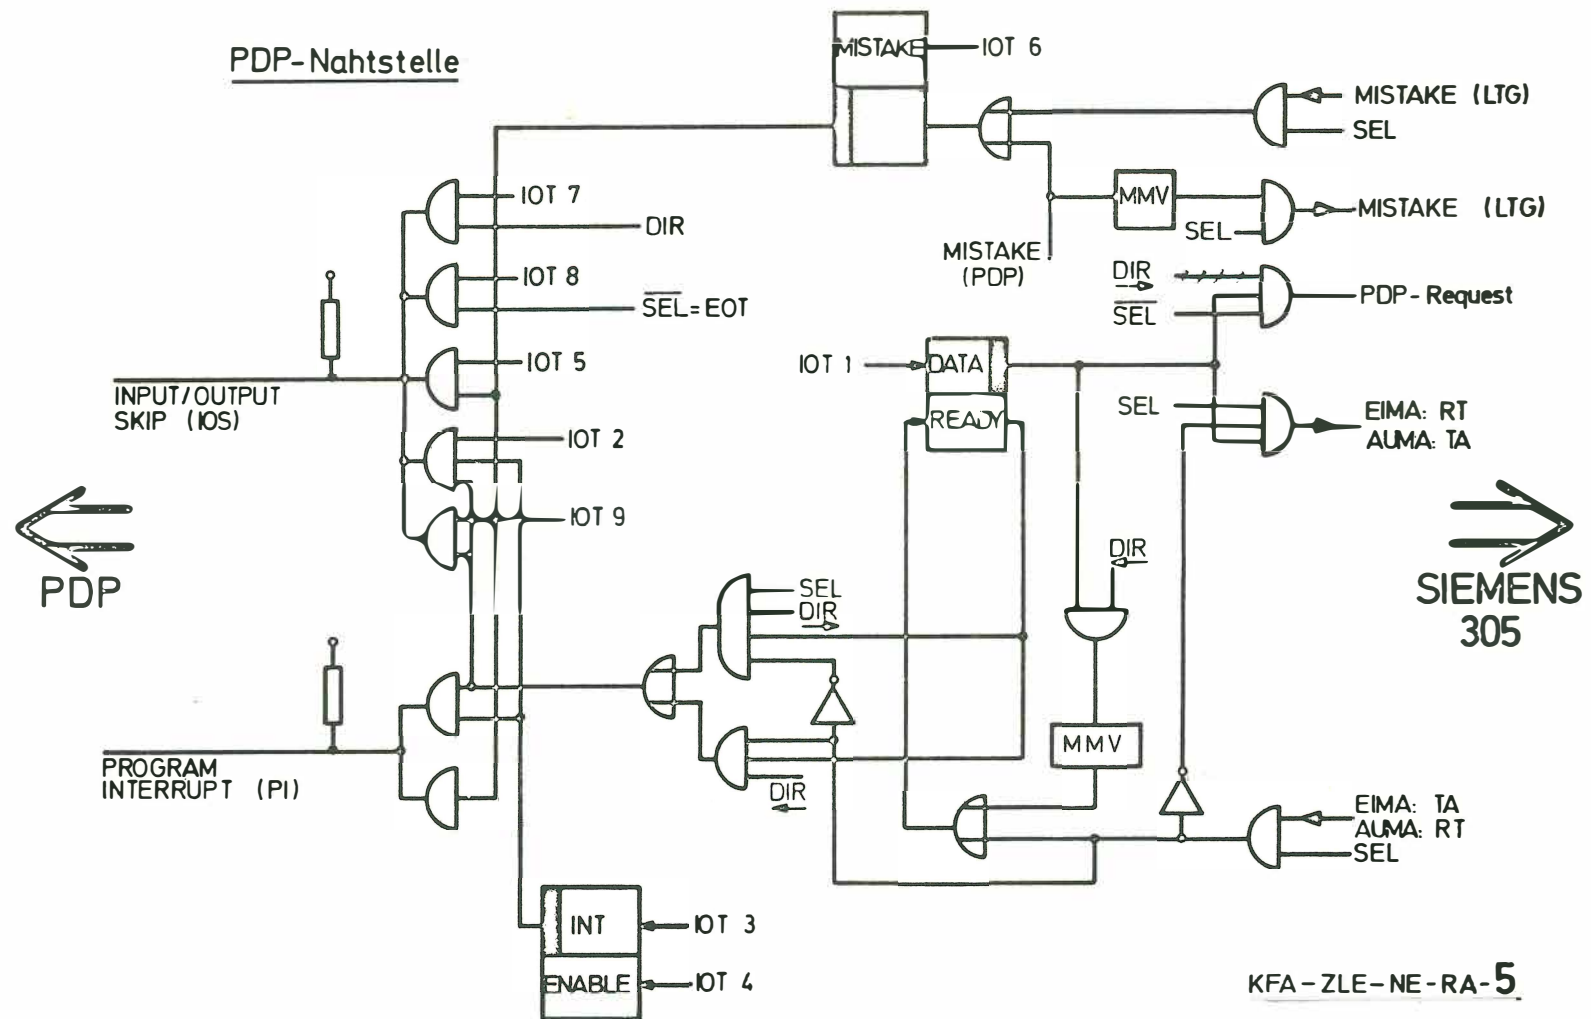 PDP-Nahtstelle
MISTAKE
IOT 6
MISTAKE (LTG)
SEL
IOT 7
DIR
MMV
MISTAKE (LTG)
SEL
MISTAKE
(PDP)
IOT 8
SEL=EOT
DIR
SEL
PDP-Request
IOT 5
IOT 1
DATA
READY
INPUT/OUTPUT
SKIP (IOS)
SEL
EIMA: RT
AUMA: TA
IOT 2
IOT 9
PDP
DIR
SIEMENS
305
SEL
DIR
MMV
PROGRAM
INTERRUPT (PI)
DIR
EIMA: TA
AUMA: RT
SEL
INT
IOT 3
ENABLE
IOT 4
KFA-ZLE-NE-RA-5